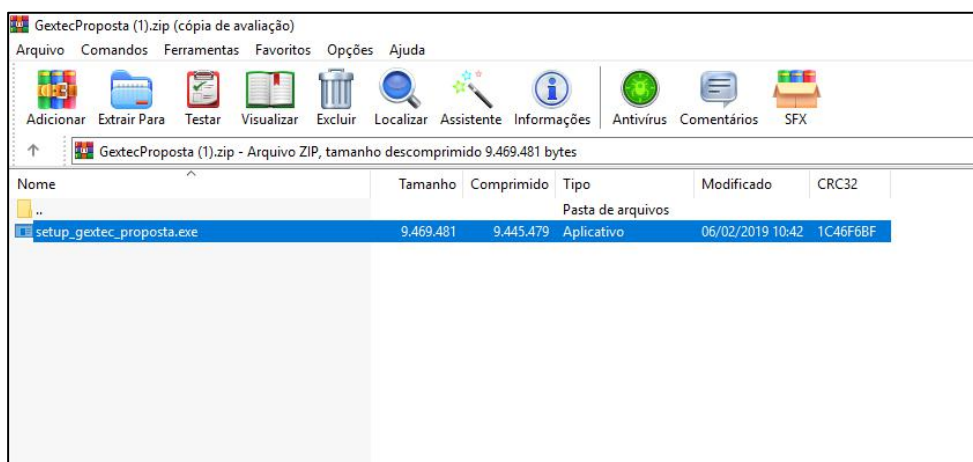 GextecProposta (1).zip (cópia de avaliação)
Arquivo Comandos Ferramentas Favoritos Opções Ajuda
Adicionar Extrair Para Testar Visualizar Excluir Localizar Assistente Informações Antivírus Comentários SFX
GextecProposta (1).zip - Arquivo ZIP, tamanho descomprimido 9.469.481 bytes
Nome Tamanho Comprimido Tipo Modificado CRC32
.. Pasta de arquivos
setup_gextec_proposta.exe 9.469.481 9.445.479 Aplicativo 06/02/2019 10:42 1C46F6BF